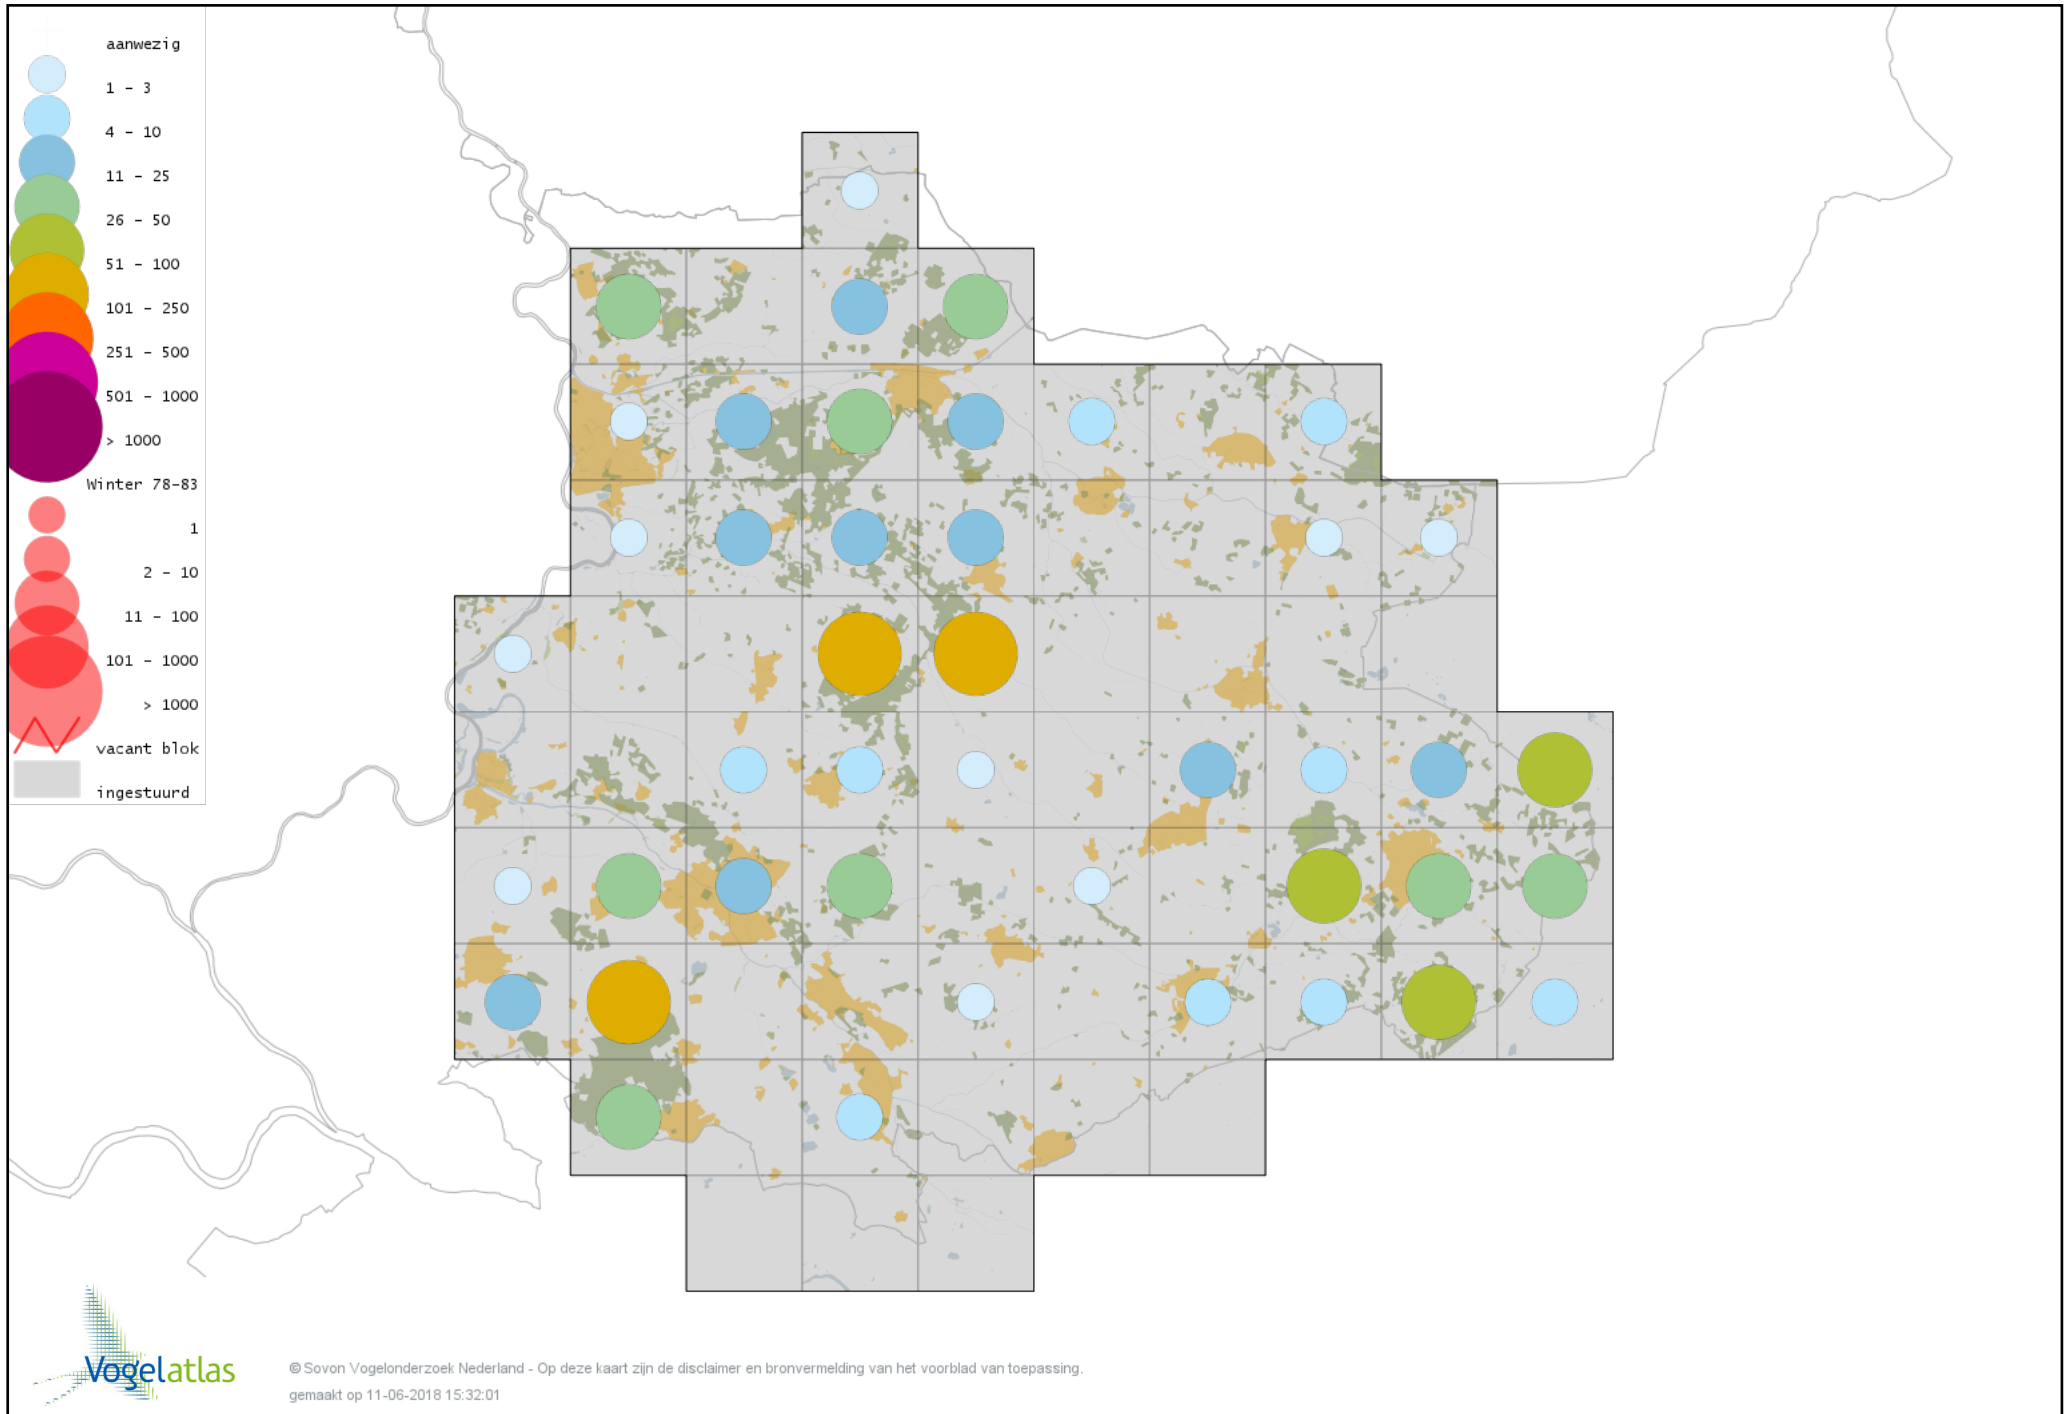 aanwezig
1 - 3
4 - 10
11 - 25
26 - 50
51 - 100
101 - 250
251 - 500
501 - 1000
> 1000
Winter 78-83
1
2 - 10
11 - 100
101 - 1000
> 1000
vacant blok
ingestuurd
Vogelatlas
© Sovon Vogelonderzoek Nederland - Op deze kaart zijn de disclaimer en bronvermelding van het voorblad van toepassing.
gemaakt op 11-06-2018 15:32:01